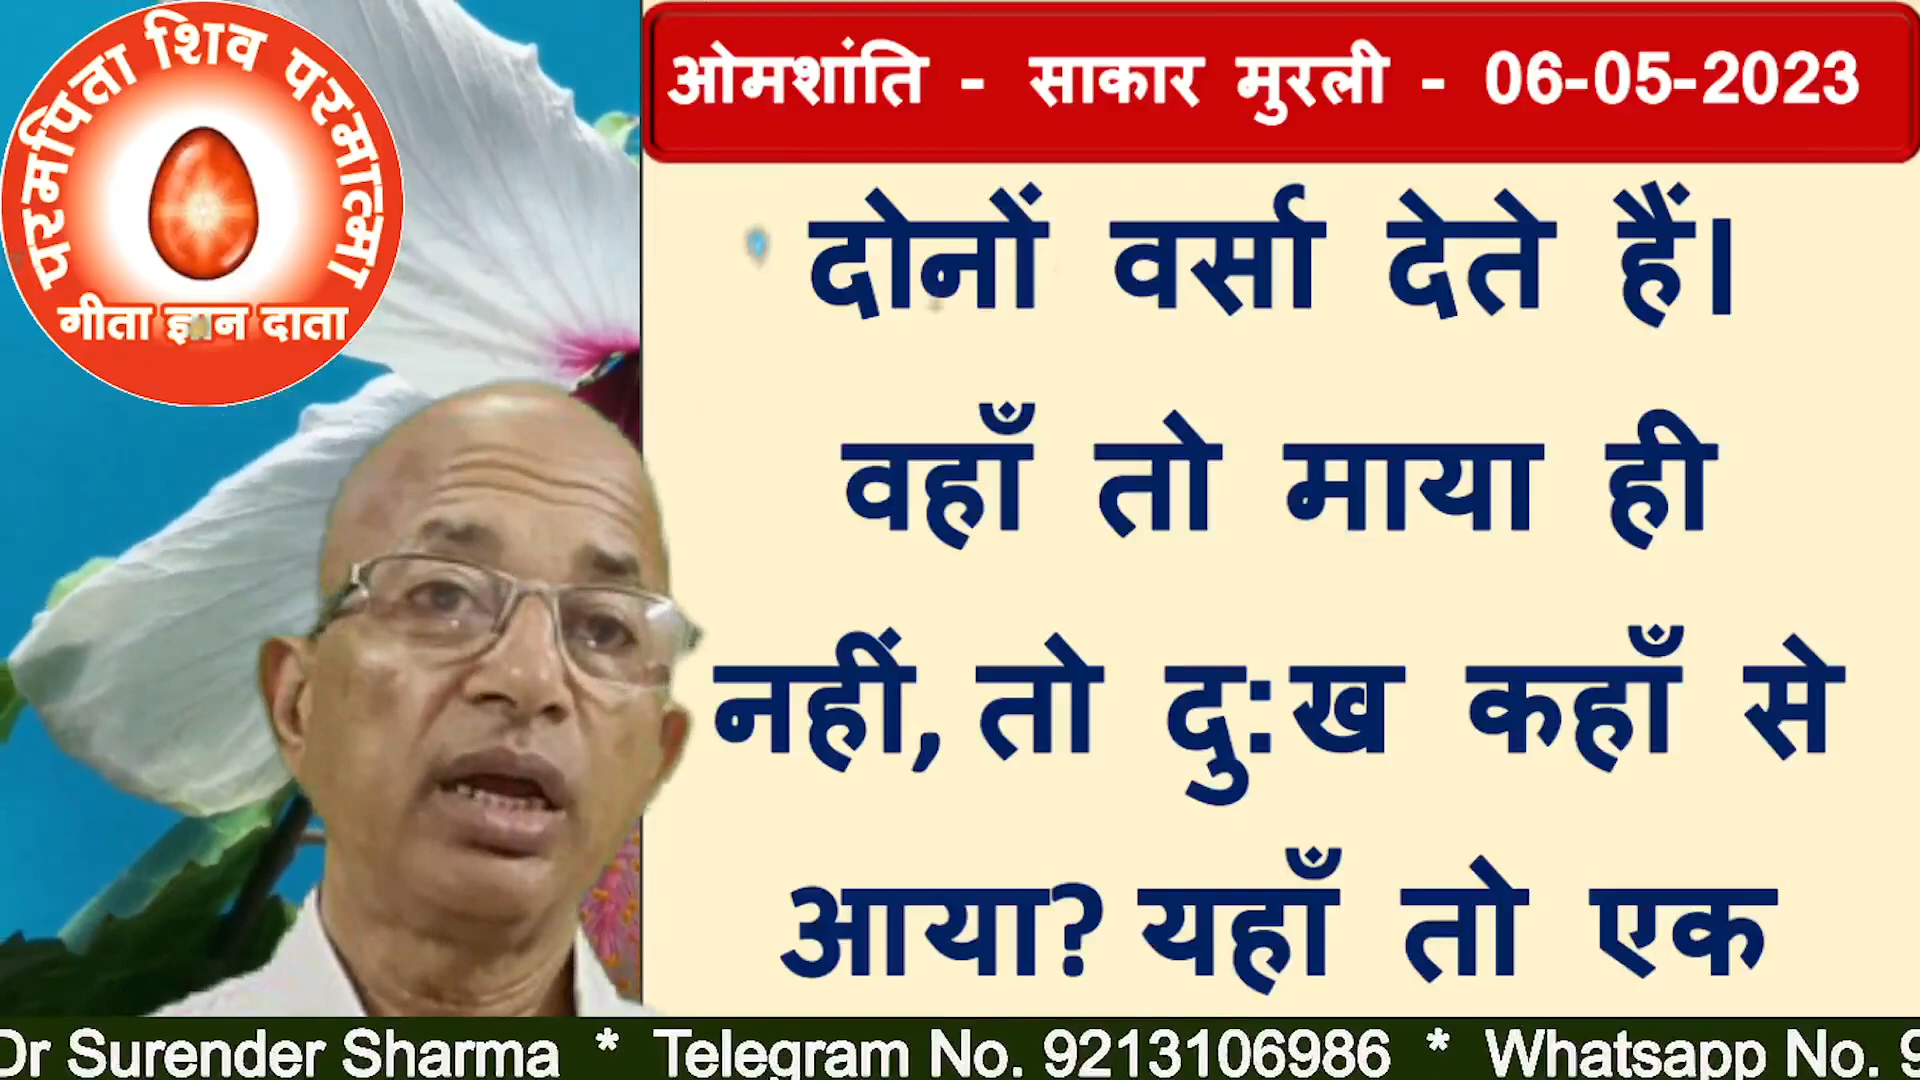 परमपिता शिव परमात्मा
गीता ज्ञान दाता
ओमशांति - साकार मुरली - 06-05-2023
दोनों वर्सा देते हैं।
वहाँ तो माया ही
नहीं, तो दु:ख कहाँ से
आया? यहाँ तो एक
Dr Surender Sharma * Telegram No. 9213106986 * Whatsapp No. 9